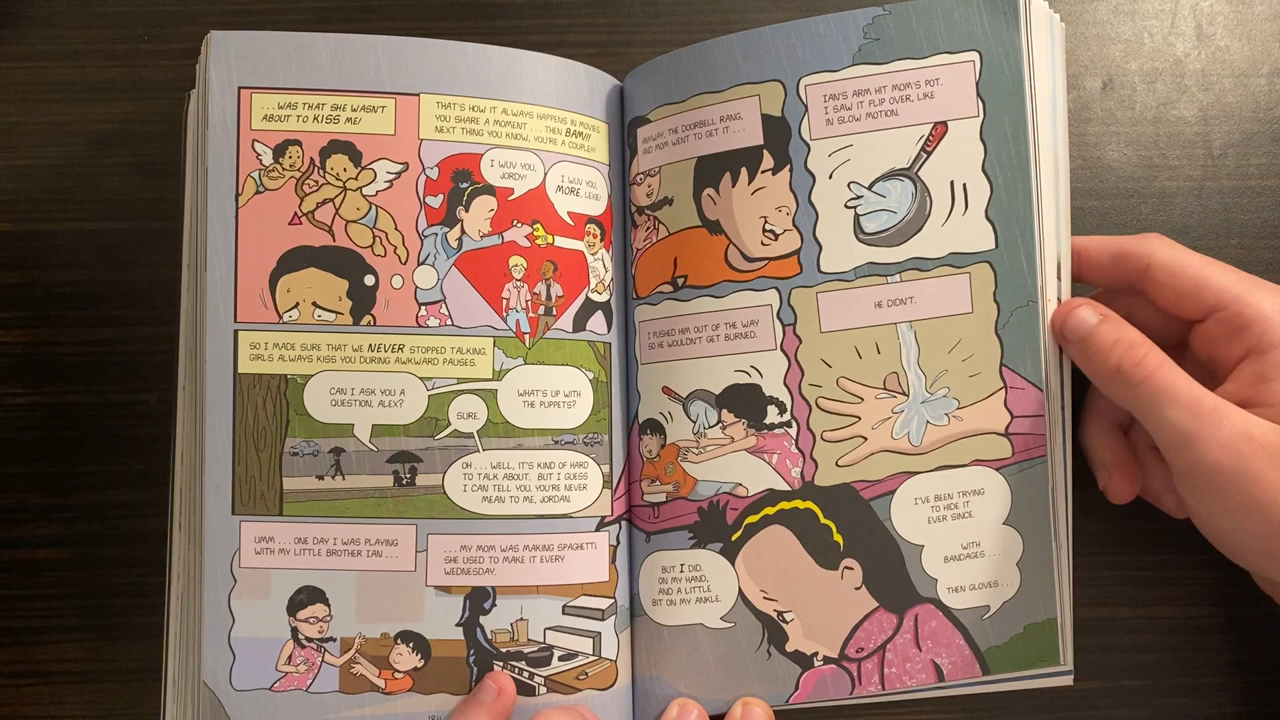 . . . WAS THAT SHE WASN'T
ABOUT TO KISS ME!
THAT'S HOW IT ALWAYS HAPPENS IN MOVIES.
YOU SHARE A MOMENT . . . THEN BAM!!!
NEXT THING YOU KNOW, YOU'RE A COUPLE!!!
I WUV YOU,
JORDY!
I WUV YOU
MORE, LEXIE!
SO I MADE SURE THAT WE NEVER STOPPED TALKING.
GIRLS ALWAYS KISS YOU DURING AWKWARD PAUSES.
CAN I ASK YOU A
QUESTION, ALEX?
SURE.
WHAT'S UP WITH
THE PUPPETS?
OH . . . WELL, IT'S KIND OF HARD
TO TALK ABOUT. BUT I GUESS
I CAN TELL YOU. YOU'RE NEVER
MEAN TO ME, JORDAN.
UMM . . . ONE DAY I WAS PLAYING
WITH MY LITTLE BROTHER IAN . . .
. . . MY MOM WAS MAKING SPAGHETTI.
SHE USED TO MAKE IT EVERY
WEDNESDAY.
ANYWAY, THE DOORBELL RANG,
AND MOM WENT TO GET IT . . .
IAN'S ARM HIT MOM'S POT.
I SAW IT FLIP OVER, LIKE
IN SLOW MOTION.
I PUSHED HIM OUT OF THE WAY
SO HE WOULDN'T GET BURNED.
HE DIDN'T.
BUT I DID.
ON MY HAND,
AND A LITTLE
BIT ON MY ANKLE.
I'VE BEEN TRYING
TO HIDE IT
EVER SINCE.
WITH
BANDAGES . . .
THEN GLOVES . . .